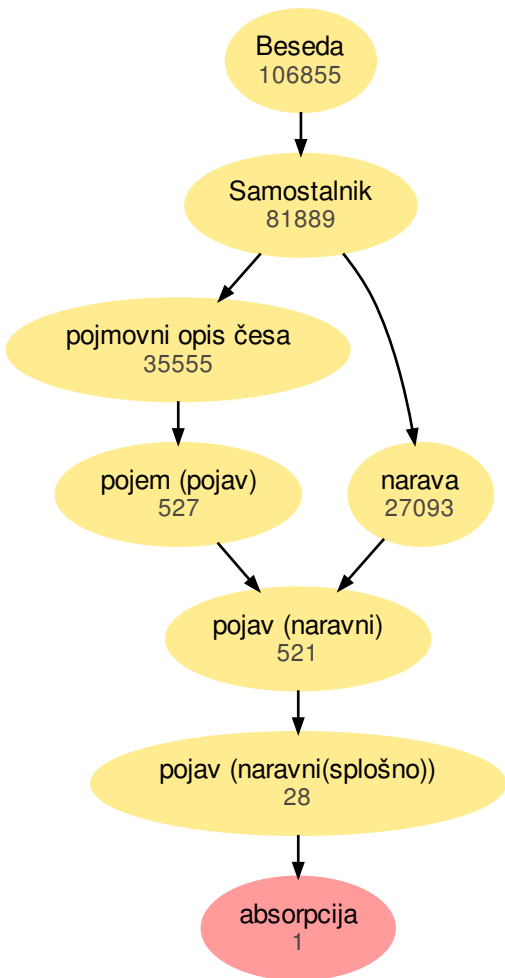 Beseda
106855
Samostalnik
81889
pojmovni opis česa
35555
pojem (pojav)
527
narava
27093
pojav (naravni)
521
pojav (naravni(splošno))
28
absorpcija
1